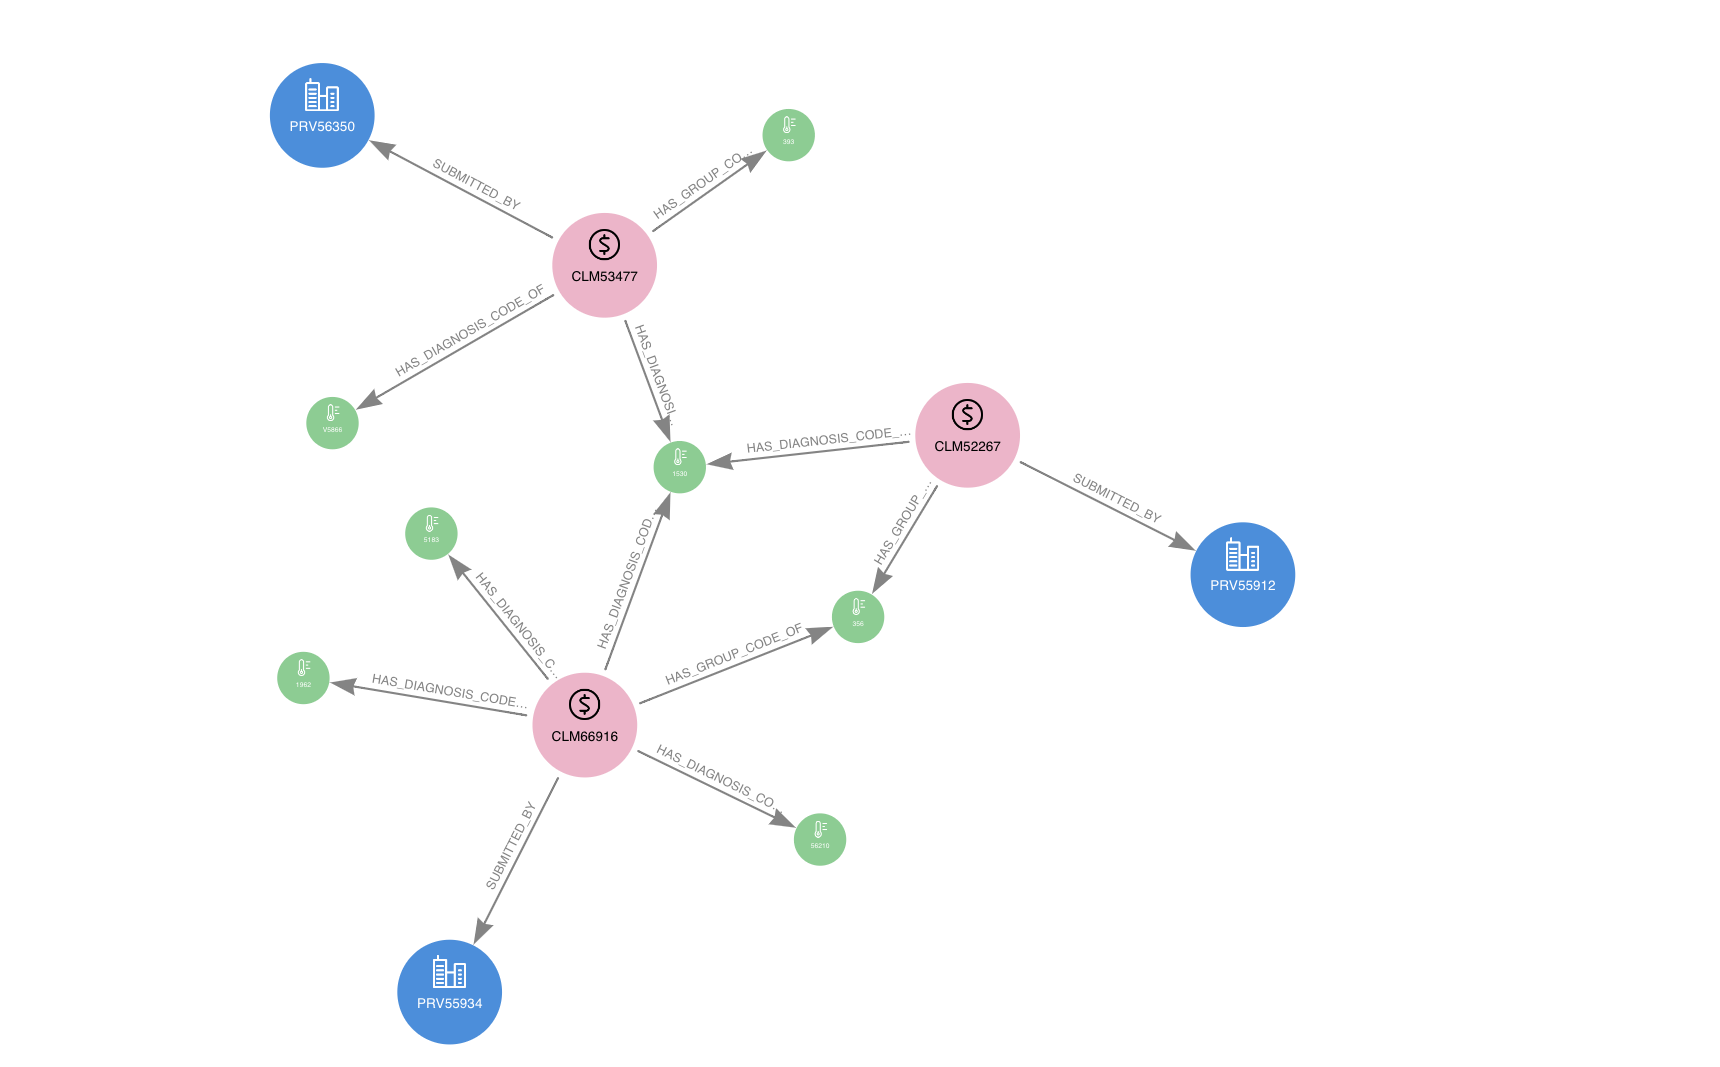 PRV56350
393
SUBMITTED_BY
HAS_GROUP_CO...
CLM53477
HAS_DIAGNOSIS_CODE_OF
HAS_DIAGNOSI...
V5866
HAS_DIAGNOSIS_CODE_...
CLM52267
1530
SUBMITTED_BY
HAS_GROUP_...
5183
HAS_DIAGNOSIS_COD...
PRV55912
HAS_DIAGNOSIS_C...
356
HAS_GROUP_CODE_OF
1962
HAS_DIAGNOSIS_CODE...
CLM66916
HAS_DIAGNOSIS_CO...
SUBMITTED_BY
56210
PRV55934